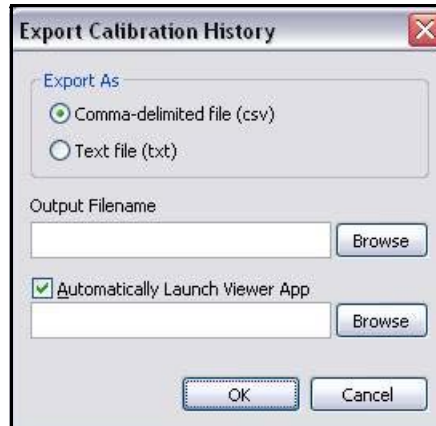 Export Calibration History
Export As
Comma-delimited file (csv)
Text file (txt)
Output Filename
Browse
Automatically Launch Viewer App
Browse
OK Cancel